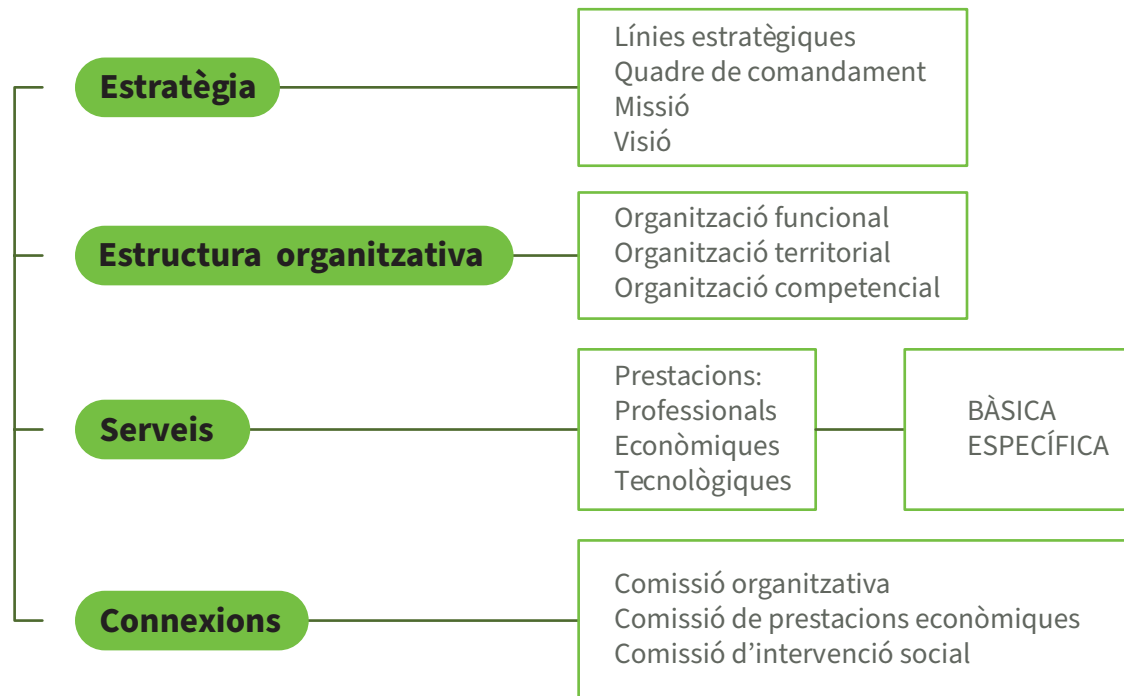 Estratègia
Línies estratègiques
Quadre de comandament
Missió
Visió
Estructura organitzativa
Organització funcional
Organització territorial
Organització competencial
Serveis
Prestacions:
Professionals
Econòmiques
Tecnològiques
BÀSICA
ESPECÍFICA
Connexions
Comissió organitzativa
Comissió de prestacions econòmiques
Comissió d’intervenció social